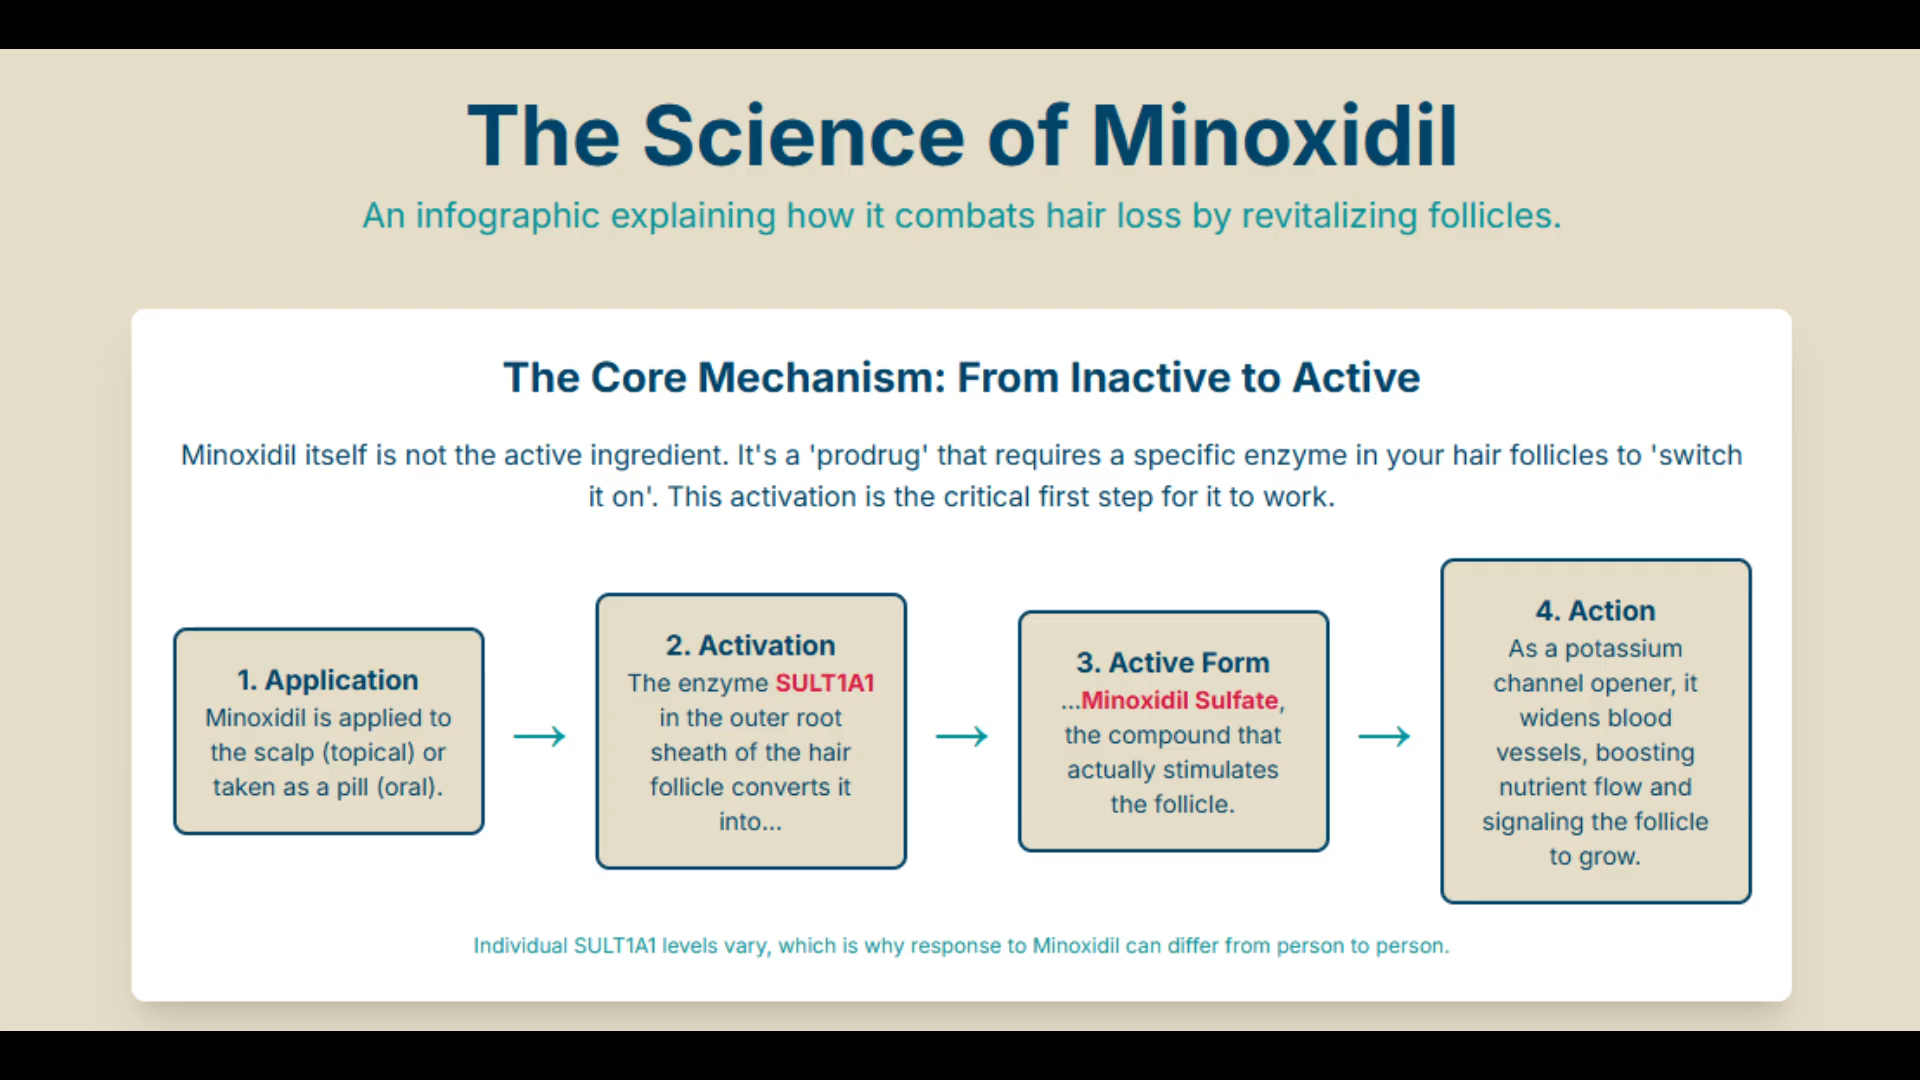 The Science of Minoxidil
An infographic explaining how it combats hair loss by revitalizing follicles.
The Core Mechanism: From Inactive to Active
Minoxidil itself is not the active ingredient. It's a 'prodrug' that requires a specific enzyme in your hair follicles to 'switch
it on'. This activation is the critical first step for it to work.
1. Application
Minoxidil is applied to
the scalp (topical) or
taken as a pill (oral).
→
2. Activation
The enzyme SULT1A1
in the outer root
sheath of the hair
follicle converts it
into...
→
3. Active Form
...Minoxidil Sulfate,
the compound that
actually stimulates
the follicle.
→
4. Action
As a potassium
channel opener, it
widens blood
vessels, boosting
nutrient flow and
signaling the follicle
to grow.
Individual SULT1A1 levels vary, which is why response to Minoxidil can differ from person to person.